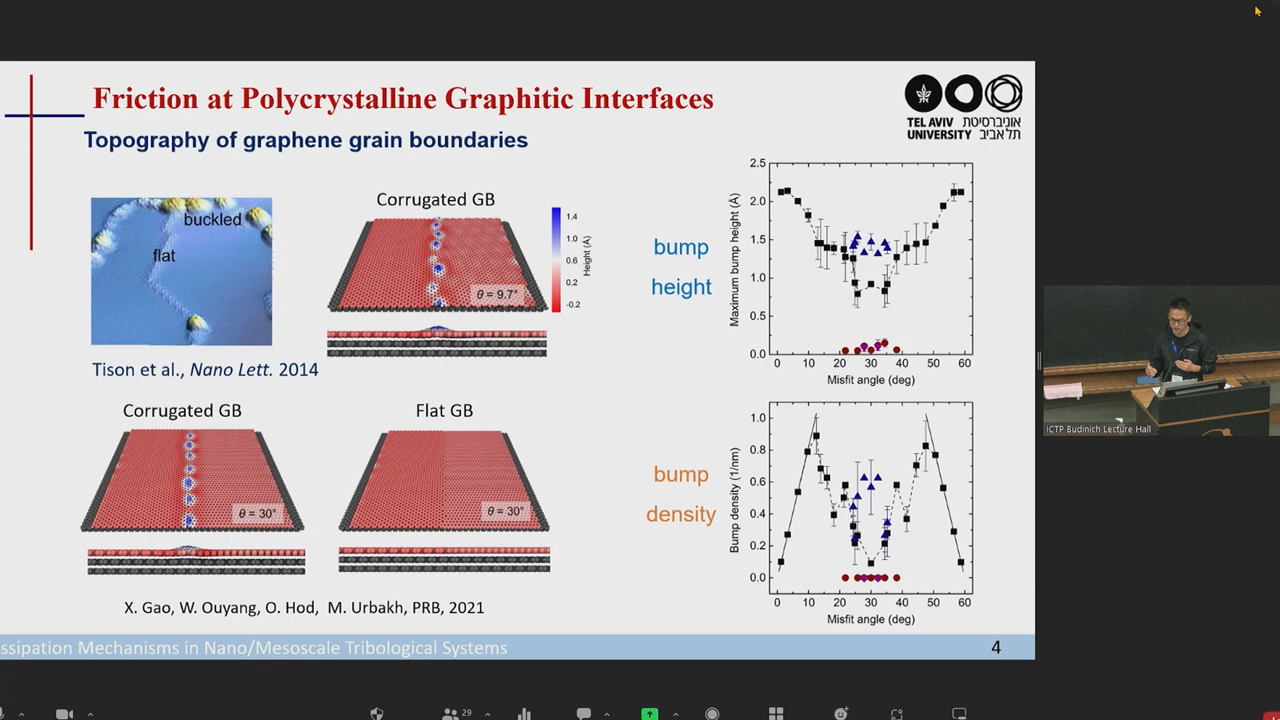 Friction at Polycrystalline Graphitic Interfaces
Topography of graphene grain boundaries
TEL AVIV אוניברסיטת
UNIVERSITY תל אביב
buckled
flat
Tison et al., Nano Lett. 2014
Corrugated GB
θ = 9.7°
1.4
1.0
0.6
0.2
-0.2
Height (Å)
Corrugated GB
θ = 30°
Flat GB
θ = 30°
X. Gao, W. Ouyang, O. Hod, M. Urbakh, PRB, 2021
bump
height
Maximum bump height (Å)
2.5
2.0
1.5
1.0
0.5
0.0
0 10 20 30 40 50 60
Misfit angle (deg)
bump
density
Bump density (1/nm)
1.0
0.8
0.6
0.4
0.2
0.0
0 10 20 30 40 50 60
Misfit angle (deg)
ssipation Mechanisms in Nano/Mesoscale Tribological Systems
4
ICTP Budinich Lecture Hall
29